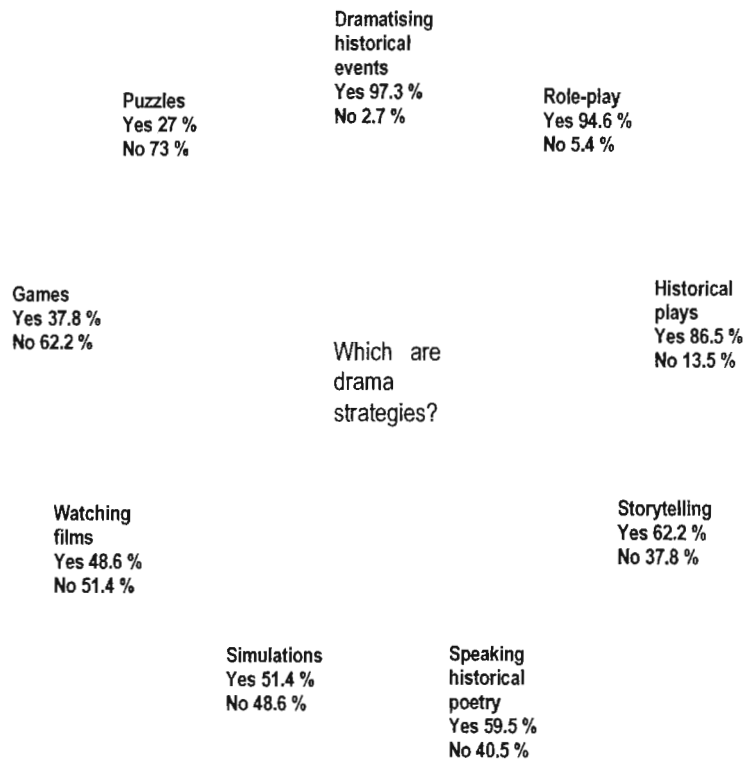 Dramatising
historical
events
Yes 97.3 %
No 2.7 %
Role-play
Yes 94.6 %
No 5.4 %
Historical
plays
Yes 86.5 %
No 13.5 %
Storytelling
Yes 62.2 %
No 37.8 %
Speaking
historical
poetry
Yes 59.5 %
No 40.5 %
Simulations
Yes 51.4 %
No 48.6 %
Watching
films
Yes 48.6 %
No 51.4 %
Games
Yes 37.8 %
No 62.2 %
Puzzles
Yes 27 %
No 73 %
Which are
drama
strategies?